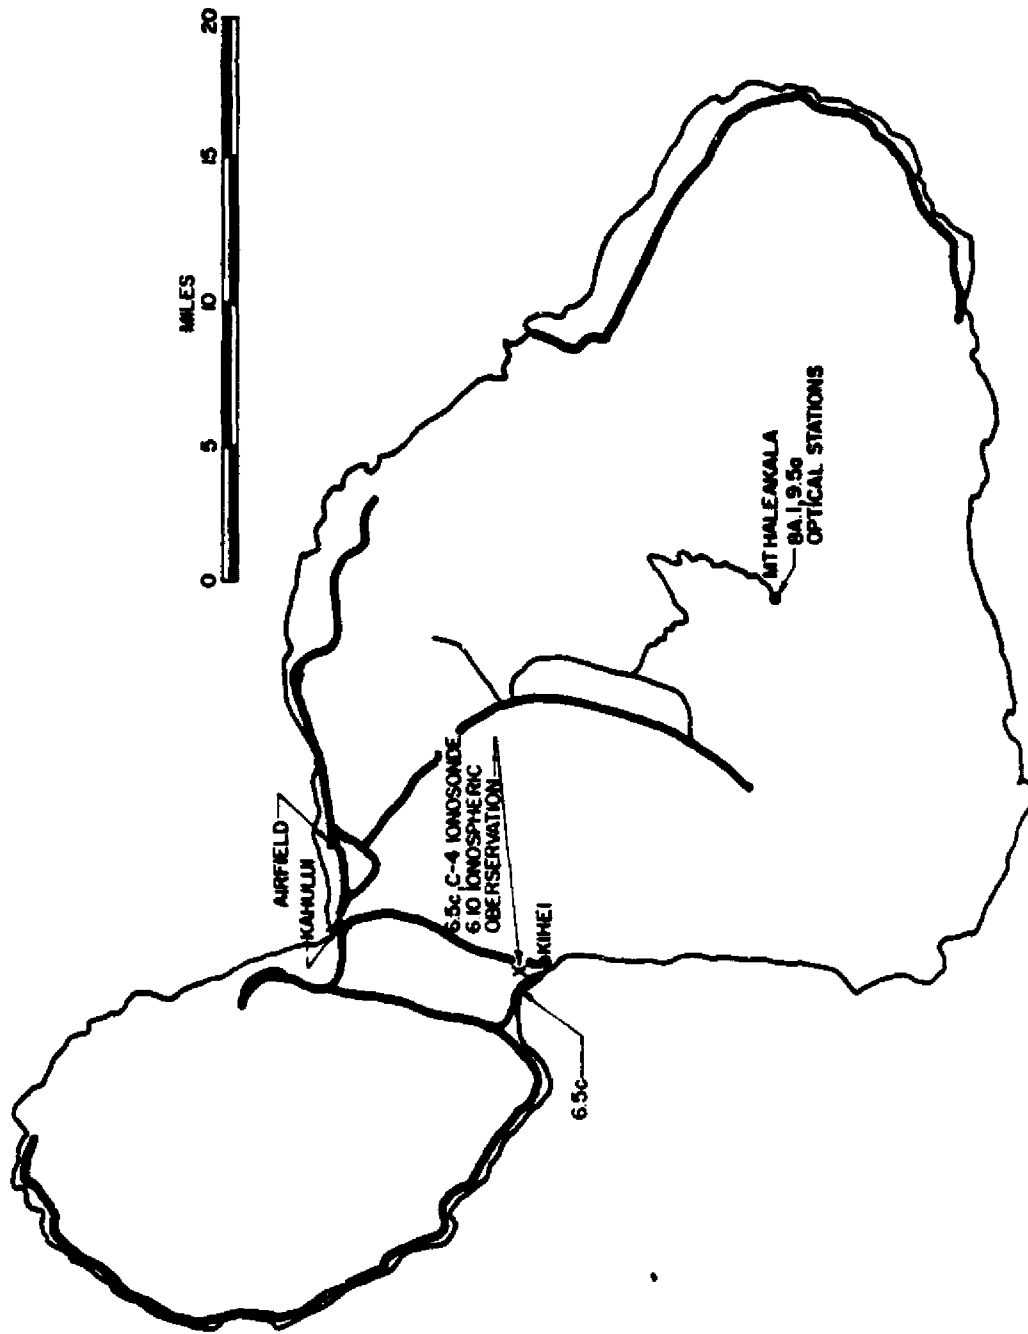 MILES
0 5 10 15 20
AIRFIELD
KAHULUI
6.5c, C-4 IONOSONDE
6.10 IONOSPHERIC
OBERSERVATION
KIHEI
6.5c
MT HALEAKALA
8A.1, 9.5a
OPTICAL STATIONS